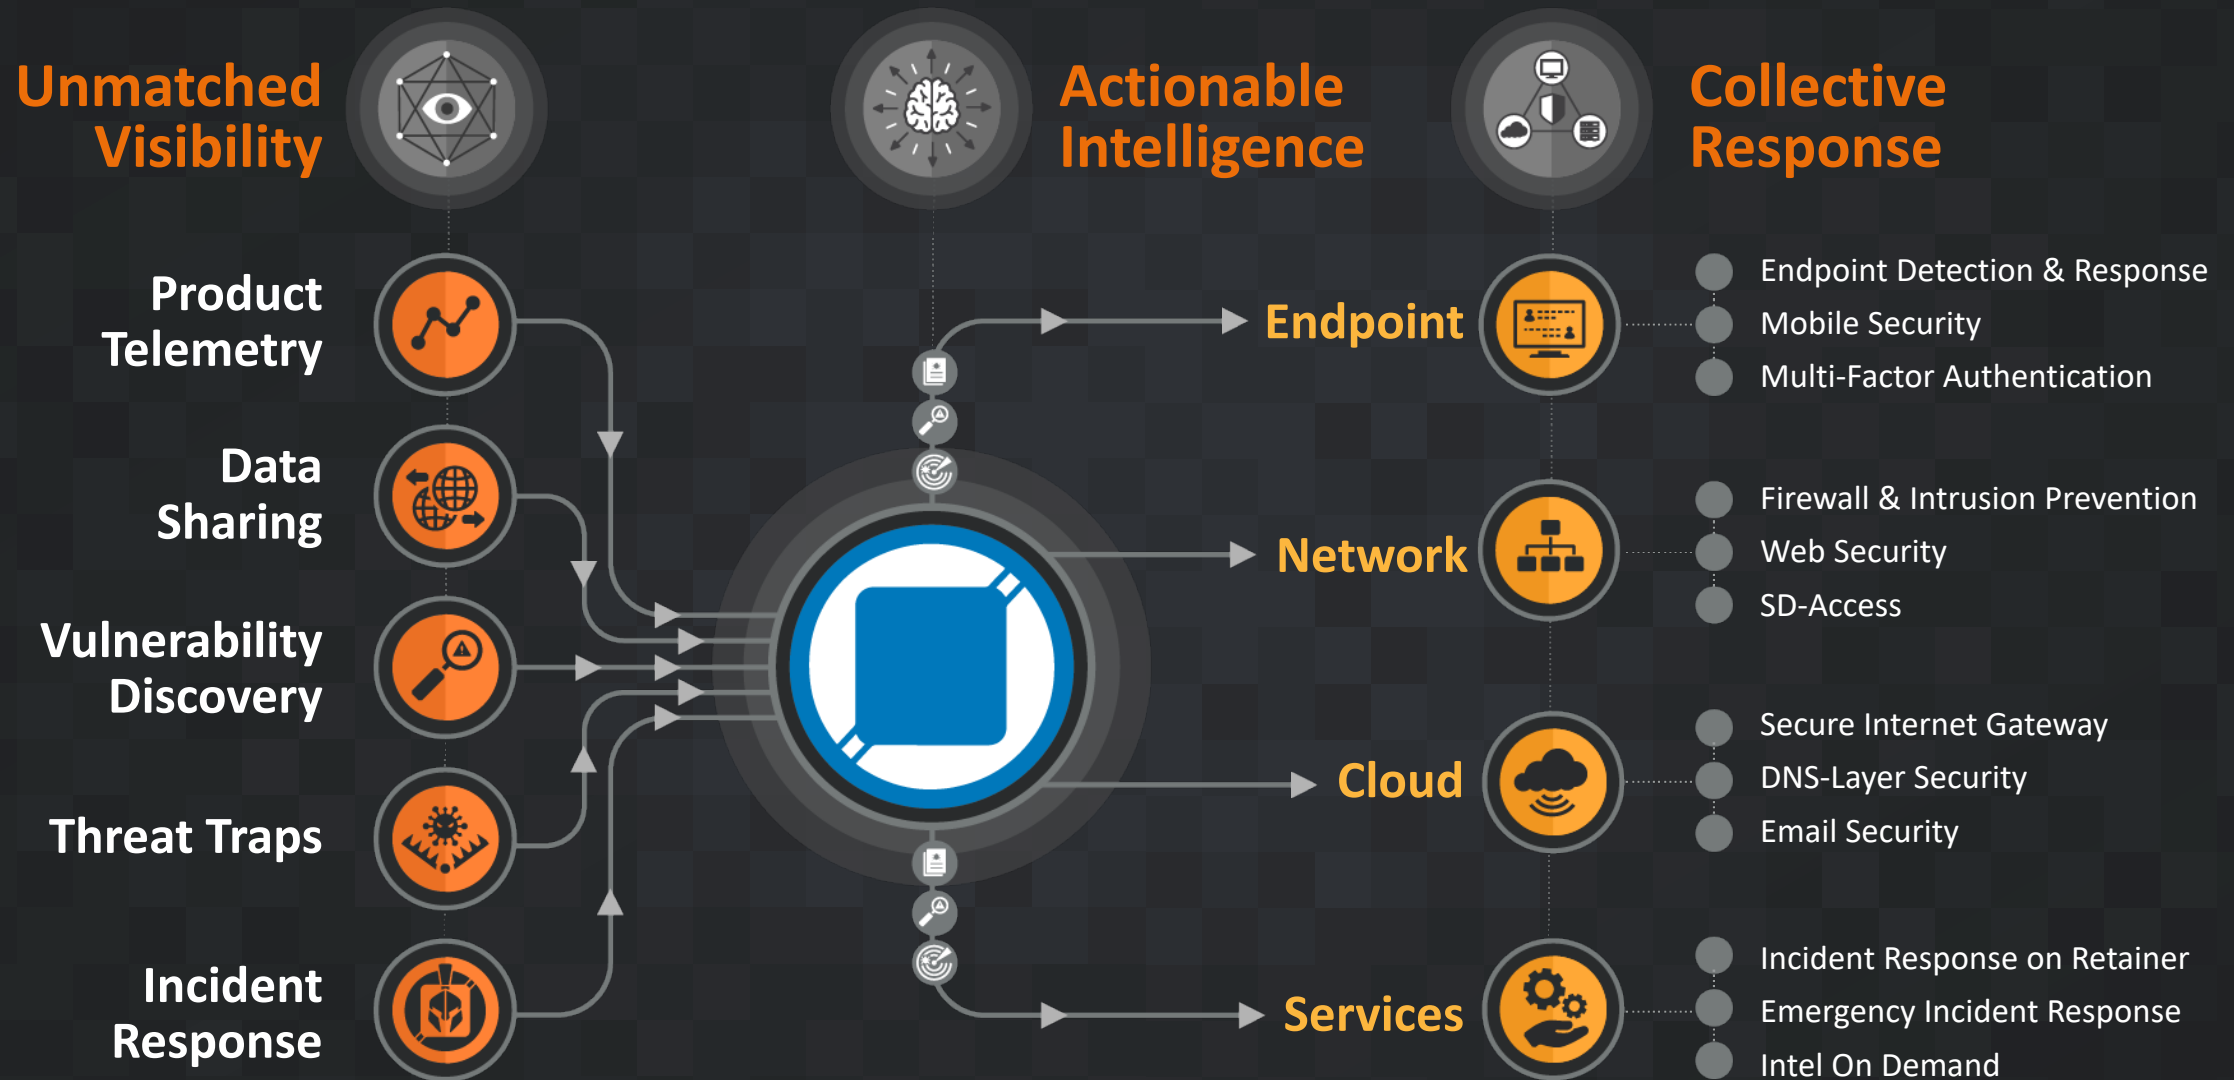 Unmatched
Visibility
Actionable
Intelligence
Collective
Response
Product
Telemetry
Data
Sharing
Vulnerability
Discovery
Threat Traps
Incident
Response
Endpoint
Endpoint Detection & Response
Mobile Security
Multi-Factor Authentication
Network
Firewall & Intrusion Prevention
Web Security
SD-Access
Cloud
Secure Internet Gateway
DNS-Layer Security
Email Security
Services
Incident Response on Retainer
Emergency Incident Response
Intel On Demand